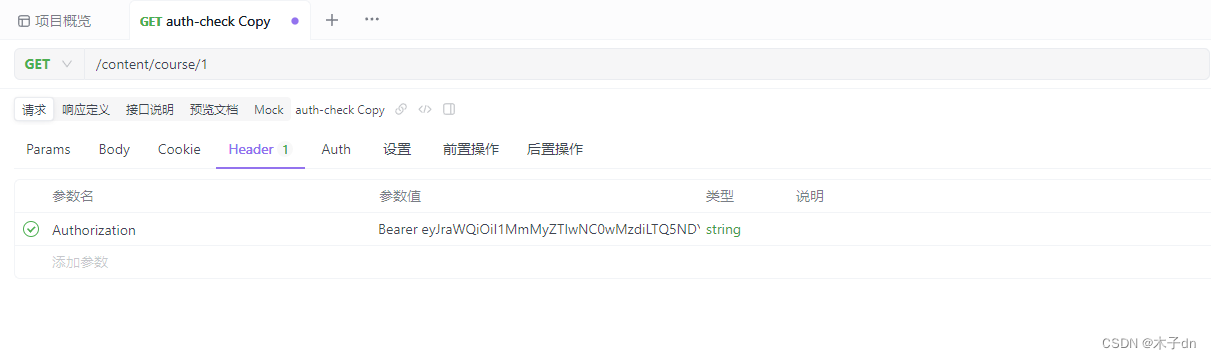 项目概览 GET auth-check Copy
GET /content/course/1
请求 响应定义 接口说明 预览文档 Mock auth-check Copy
Params Body Cookie Header 1 Auth 设置 前置操作 后置操作
参数名 参数值 类型 说明
Authorization Bearer eyJraWQiOiI1MmMyZTIwNC0wMzdiLTQ5NDY string
添加参数
CSDN @木子dn